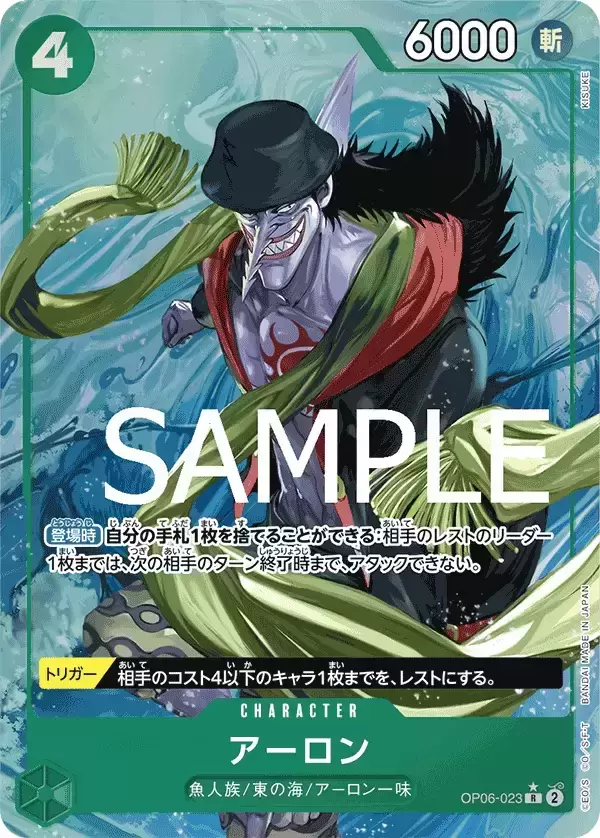 4
6000
斬
KISUKE
SAMPLE
登場時 自分の手札1枚を捨てることができる:相手のレストのリーダー
1枚までは、次の相手のターン終了時まで、アタックできない。
トリガー 相手のコスト4以下のキャラ1枚までを、レストにする。
CHARACTER
アーロン
魚人族/東の海/アーロン一味
OP06-023 R 2
©E.O/S ©E.O./S.・F.・T BANDAI MADE IN JAPAN